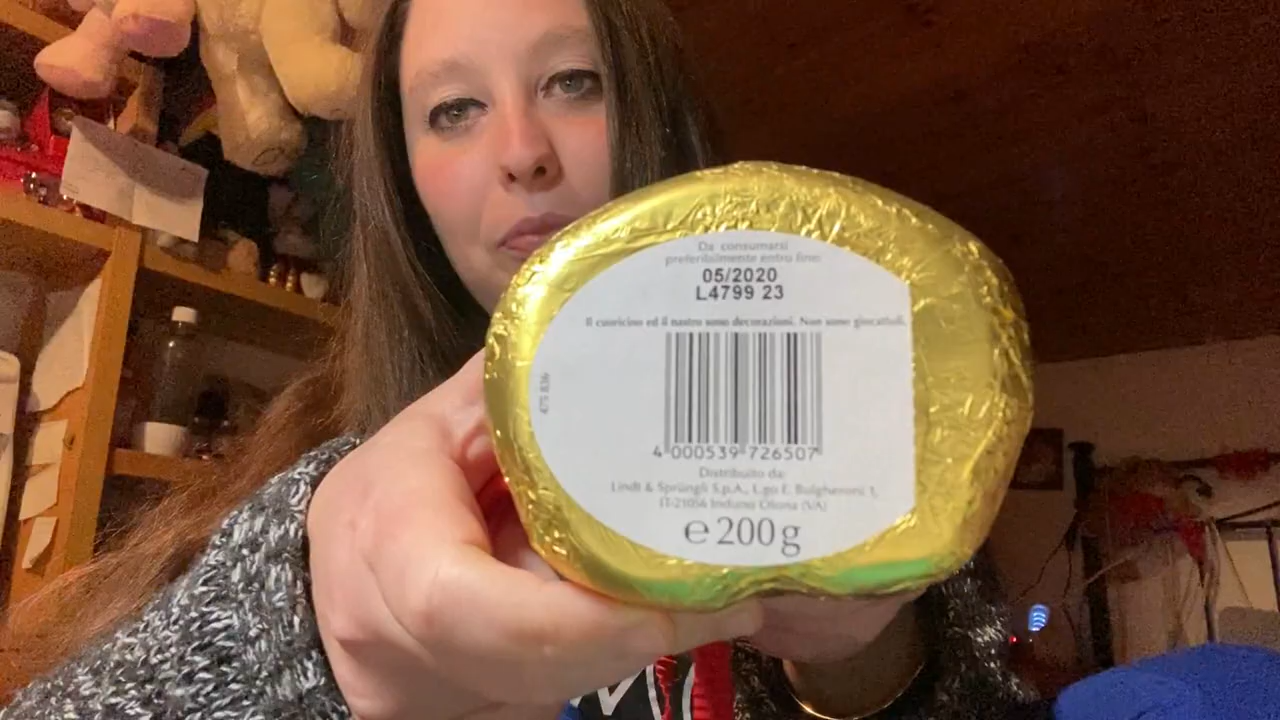 Da consumarsi
preferibilmente entro fine:
05/2020
L4799 23
Il cuoricino ed il nastro sono decorazioni. Non sono giocattoli.
4 000539 726507
Distribuito da:
Lindt & Sprüngli S.p.A., L.go E. Bulgheroni 1,
IT-21056 Induno Olona (VA)
e 200 g